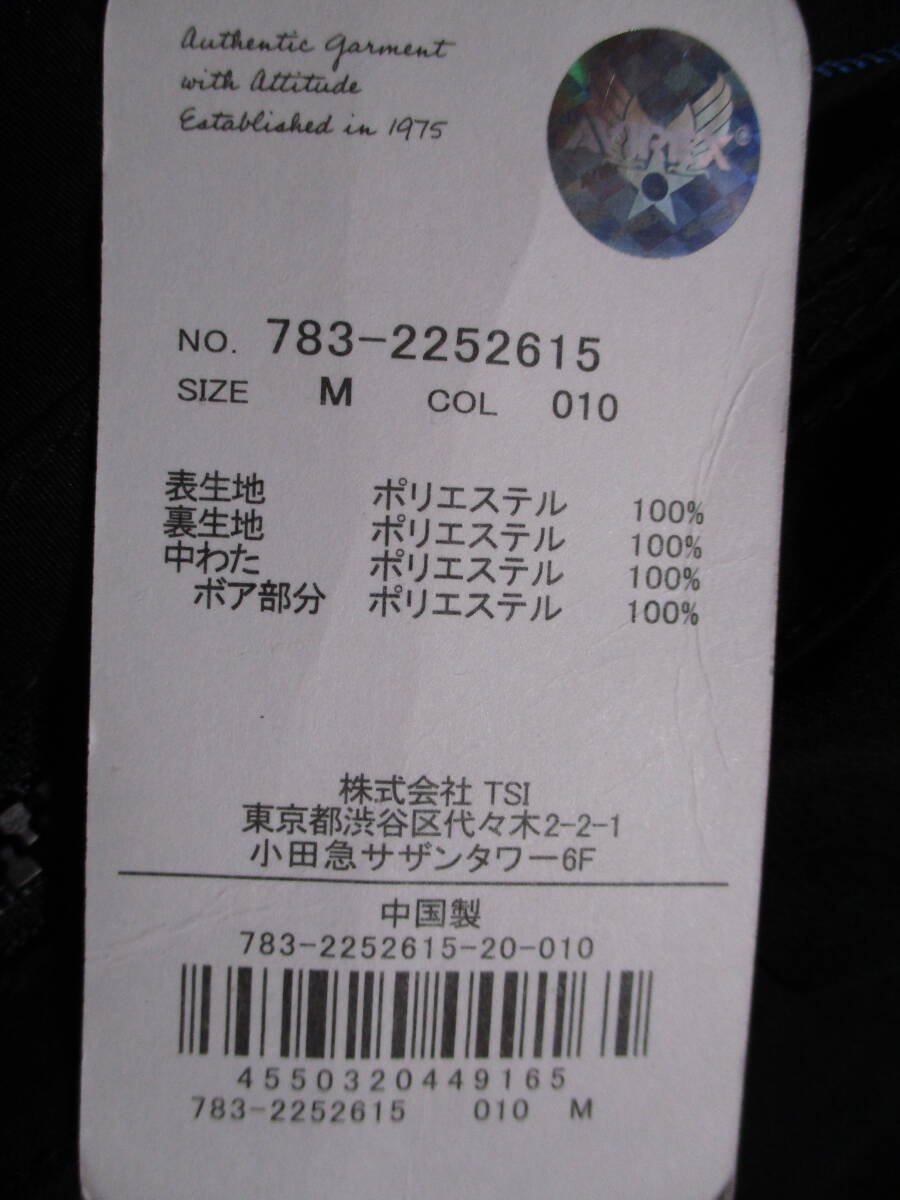 Authentic garment
with Attitude
Established in 1975
AVIREX®
NO. 783-2252615
SIZE M COL 010
表生地 ポリエステル 100%
裏生地 ポリエステル 100%
中わた ポリエステル 100%
ボア部分 ポリエステル 100%
株式会社 TSI
東京都渋谷区代々木2-2-1
小田急サザンタワー6F
中国製
783-2252615-20-010
4550320449165
783-2252615 010 M